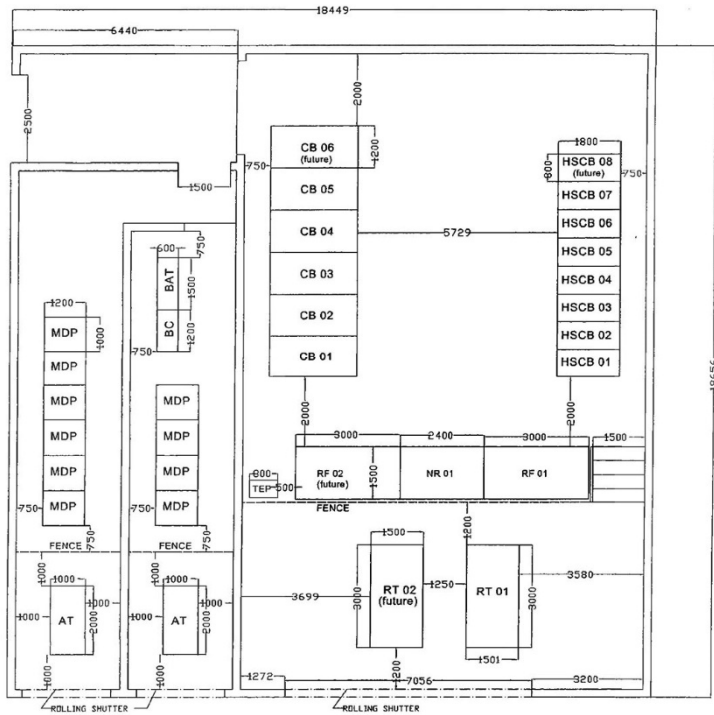 18449
6440
2500
1500
2000
CB 06
(future)
1200
750
CB 05
CB 04
CB 03
CB 02
CB 01
5729
1800
HSCB 08
(future)
800
750
HSCB 07
HSCB 06
HSCB 05
HSCB 04
HSCB 03
HSCB 02
HSCB 01
600
750
BAT
1500
BC
1200
750
1200
1000
MDP
MDP
MDP
MDP
MDP
MDP
750
750
MDP
MDP
MDP
MDP
750
750
2000
2000
3000
2400
3000
1500
800
TEP
500
RF 02
(future)
1500
NR 01
RF 01
FENCE
FENCE
FENCE
1200
1000
1000
1000
1000
AT
2000
1000
1000
1000
1000
AT
2000
1000
3699
1500
3000
RT 02
(future)
1250
RT 01
3000
3580
1501
1200
1272
7056
3200
ROLLING SHUTTER
ROLLING SHUTTER